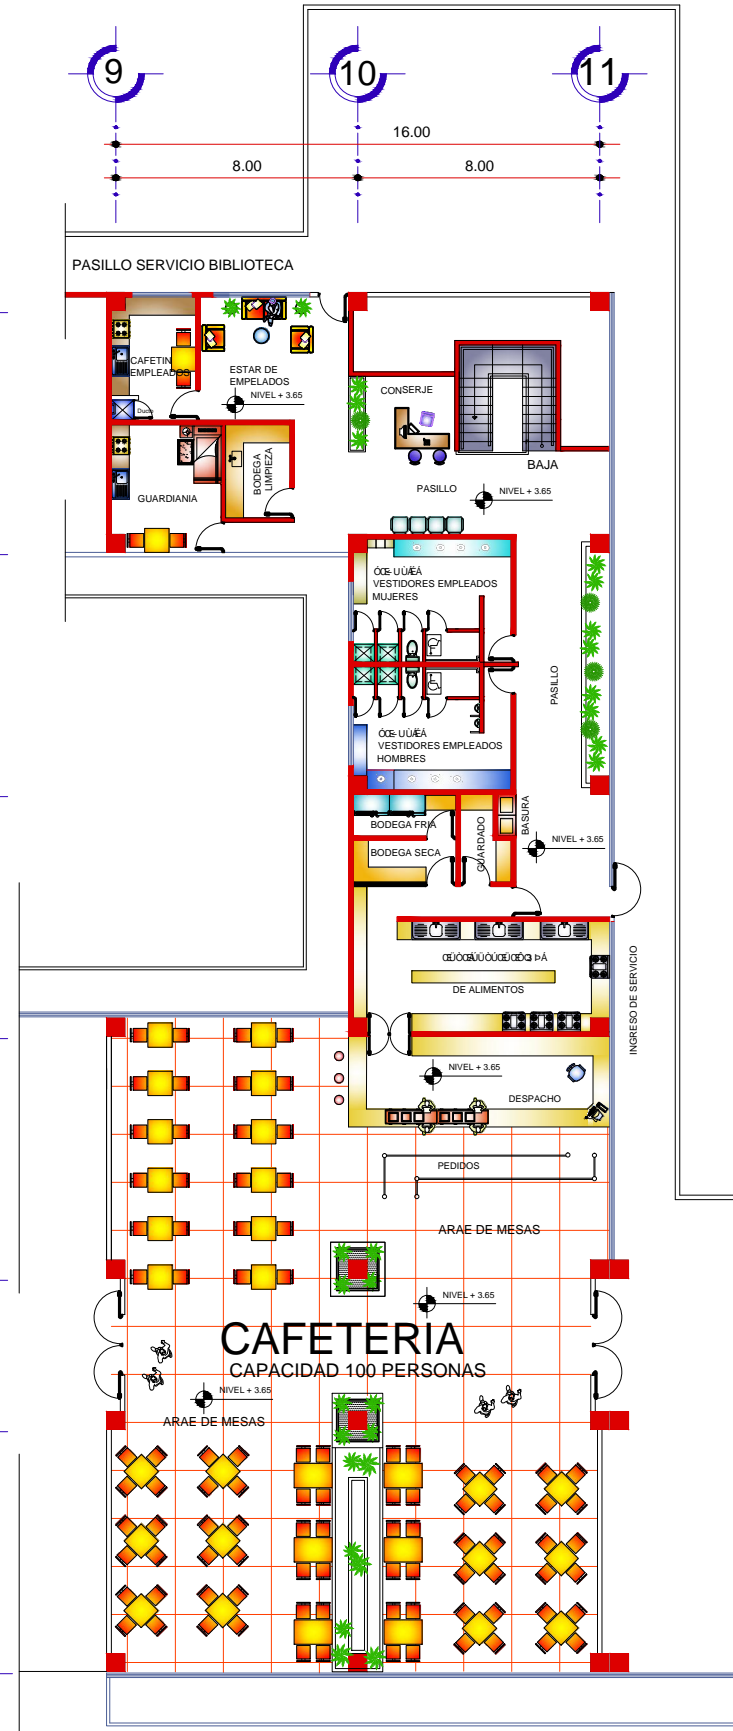 9
10
11
16.00
8.00
8.00
PASILLO SERVICIO BIBLIOTECA
CAFETIN
EMPLEADOS
ESTAR DE
EMPELADOS
NIVEL + 3.65
Ducto
CONSERJE
BAJA
GUARDIANIA
BODEGA
LIMPIEZA
PASILLO
NIVEL + 3.65
VESTIDORES EMPLEADOS
MUJERES
PASILLO
VESTIDORES EMPLEADOS
HOMBRES
BODEGA FRIA
BASURA
GUARDADO
NIVEL + 3.65
BODEGA SECA
DE ALIMENTOS
INGRESO DE SERVICIO
NIVEL + 3.65
DESPACHO
PEDIDOS
ARAE DE MESAS
NIVEL + 3.65
CAFETERIA
CAPACIDAD 100 PERSONAS
NIVEL + 3.65
ARAE DE MESAS